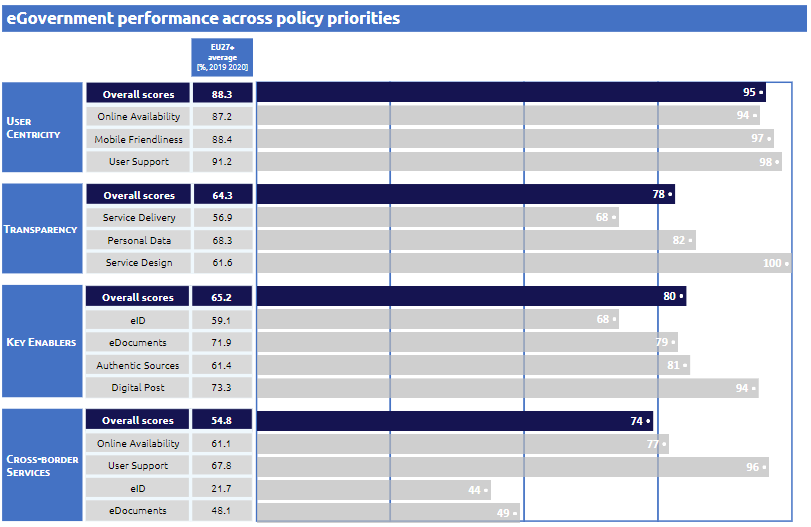 eGovernment performance across policy priorities
EU27+
average
[%, 2019 2020]
USER
CENTRICITY
Overall scores 88.3 95
Online Availability 87.2 94
Mobile Friendliness 88.4 97
User Support 91.2 98
TRANSPARENCY
Overall scores 64.3 78
Service Delivery 56.9 68
Personal Data 68.3 82
Service Design 61.6 100
KEY ENABLERS
Overall scores 65.2 80
eID 59.1 68
eDocuments 71.9 79
Authentic Sources 61.4 81
Digital Post 73.3 94
CROSS-BORDER
SERVICES
Overall scores 54.8 74
Online Availability 61.1 77
User Support 67.8 96
eID 21.7 44
eDocuments 48.1 49